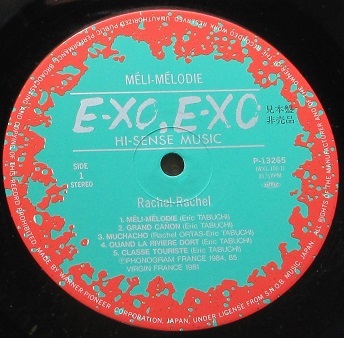 MÉLI-MÉLODIE
E-XO, E-XO
HI-SENSE MUSIC
見本盤
非売品
SIDE
1
STEREO
P-13265
Rachel Rachel
1. MÉLI-MÉLODIE (Eric TABUCHI)
2. GRAND CANON (Eric TABUCHI)
3. MUCHACHO (Rachel ORTAS-Eric TABUCHI)
4. QUAND LA RIVIERE DORT (Eric TABUCHI)
5. CLASSE TOURISTE (Eric TABUCHI)
ⓟPHONOGRAM FRANCE 1984, 85
VIRGIN FRANCE 1981
MFD. BY WARNER-PIONEER CORPORATION, JAPAN, UNDER LICENSE FROM S.N.O.B. MUSIC, JAPAN. ALL RIGHTS OF THE